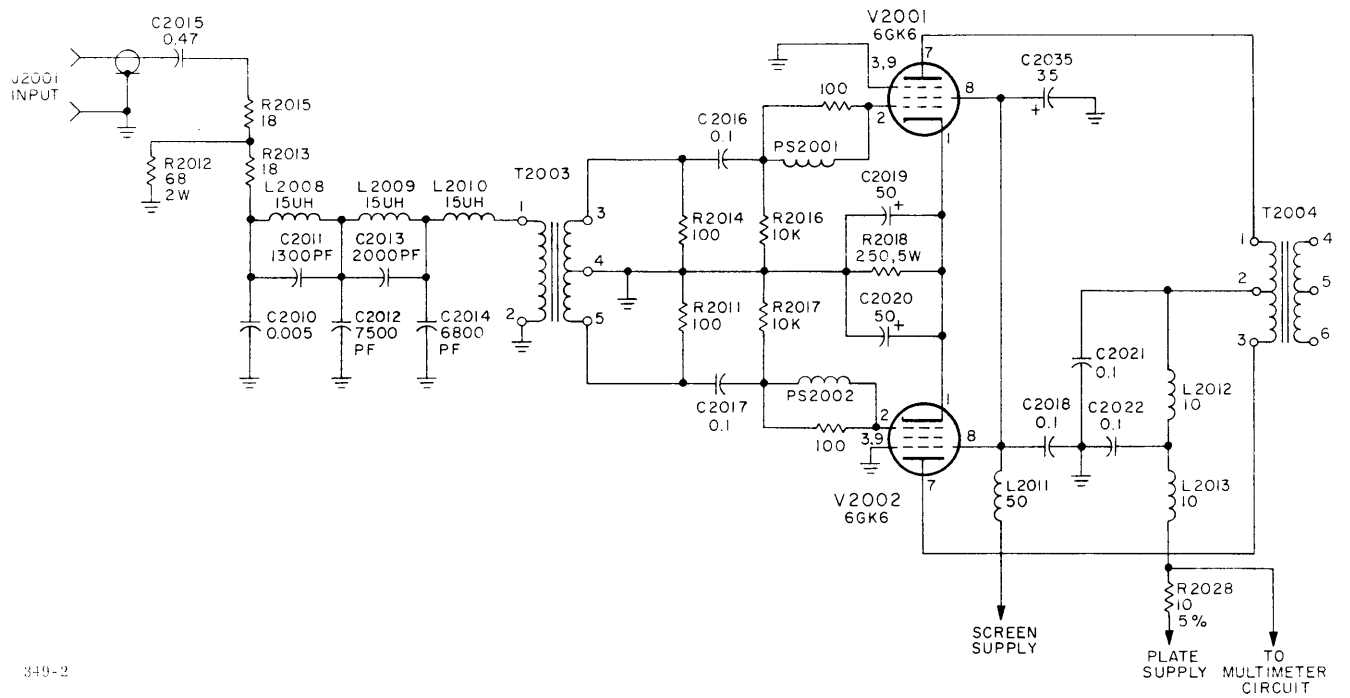 C2015
0.47
J2001
INPUT
R2015
18
R2012
68
2W
R2013
18
L2008
15UH
L2009
15UH
L2010
15UH
C2011
1300PF
C2013
2000PF
C2010
0.005
C2012
7500
PF
C2014
6800
PF
T2003
1
2
3
4
5
C2016
0.1
R2014
100
R2016
10K
R2011
100
R2017
10K
C2017
0.1
100
PS2001
PS2002
100
C2019
50
+
R2018
250,5W
C2020
50
+
V2001
6GK6
7
3,9
2
8
1
C2035
35
+
1
2
3,9
8
7
V2002
6GK6
C2018
0.1
C2021
0.1
C2022
0.1
L2011
50
L2012
10
L2013
10
T2004
1
2
3
4
5
6
R2028
10
5%
SCREEN
SUPPLY
PLATE
SUPPLY
TO
MULTIMETER
CIRCUIT
349-2